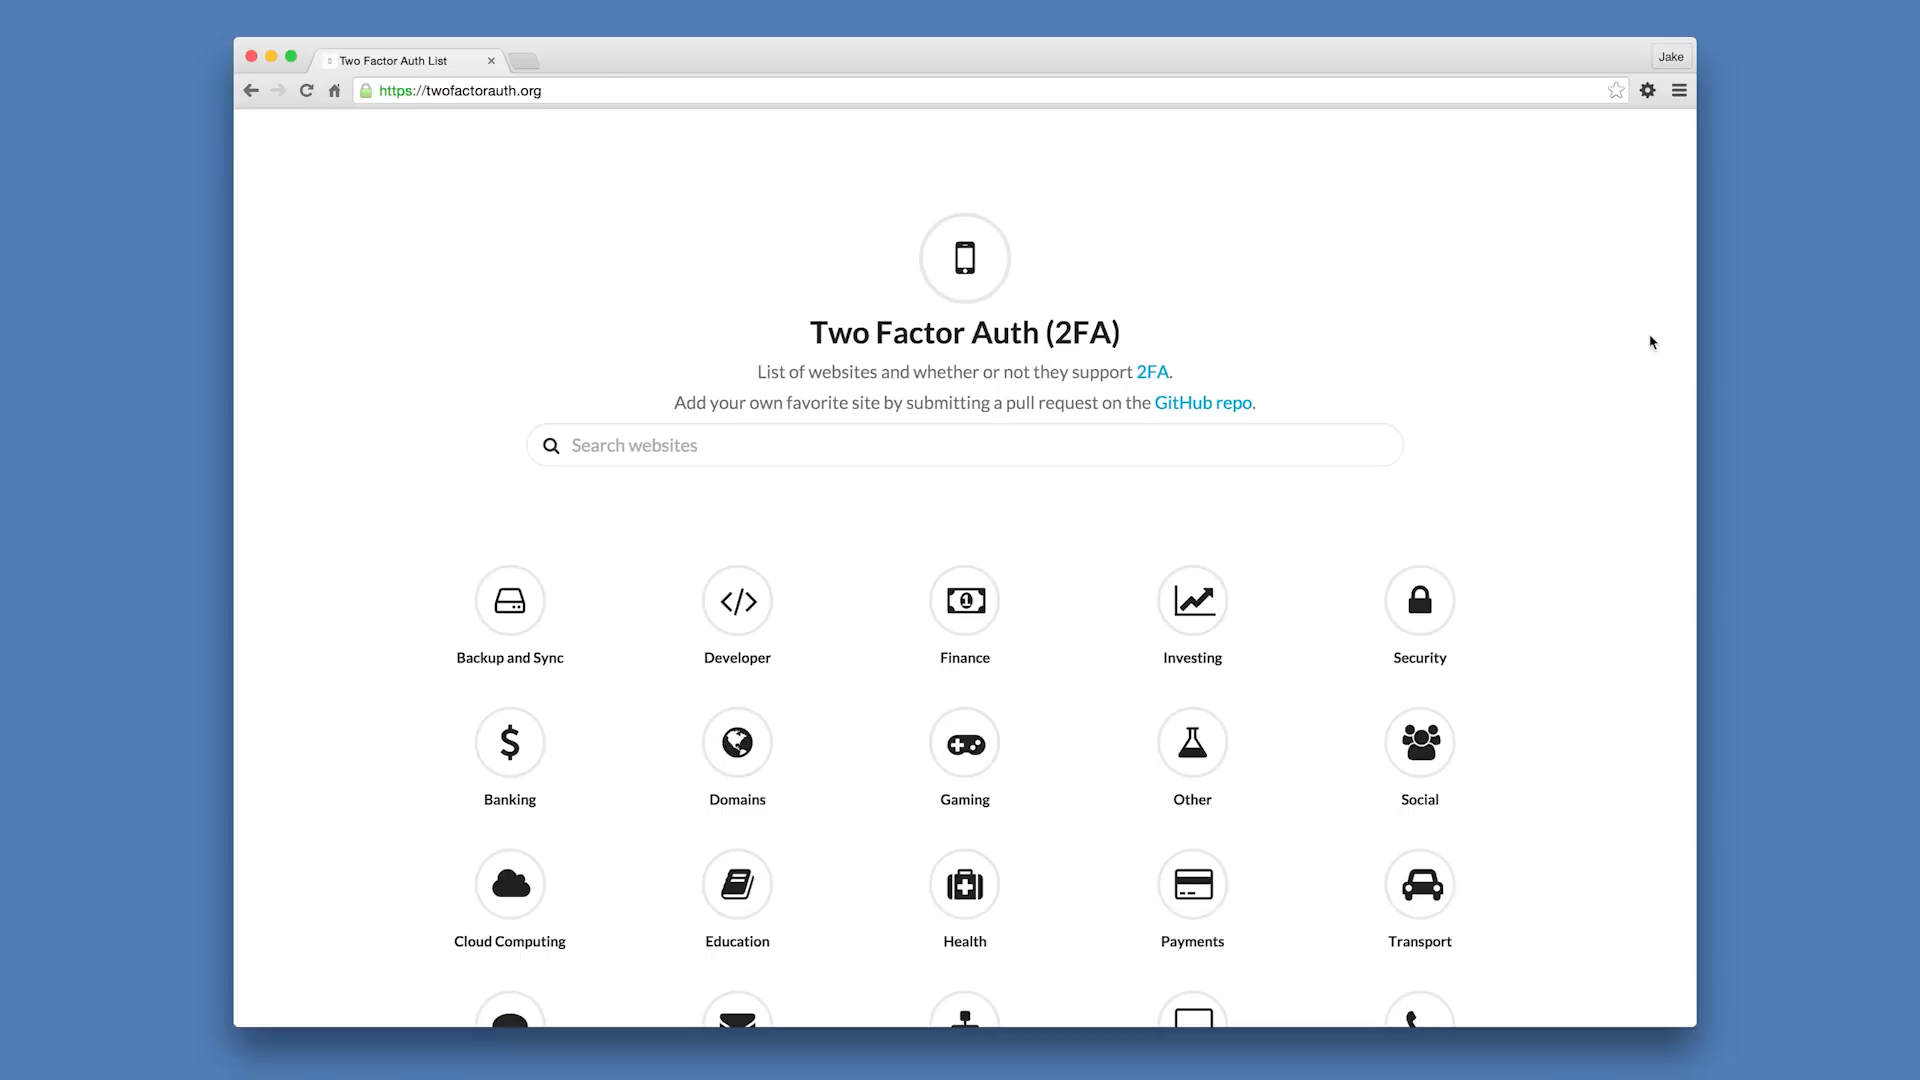 Two Factor Auth List
Jake
https://twofactorauth.org
Two Factor Auth (2FA)
List of websites and whether or not they support 2FA.
Add your own favorite site by submitting a pull request on the GitHub repo.
Search websites
Backup and Sync
Developer
Finance
Investing
Security
Banking
Domains
Gaming
Other
Social
Cloud Computing
Education
Health
Payments
Transport